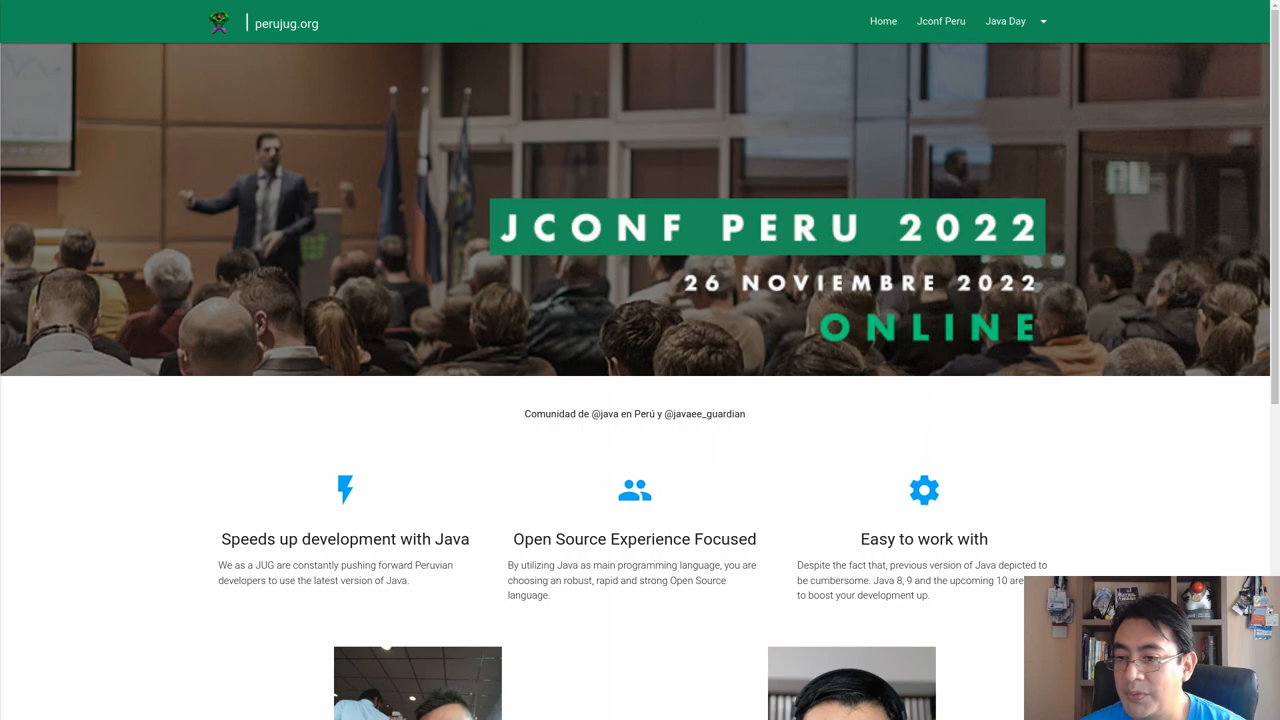 perujug.org
Home
Jconf Peru
Java Day
JCONF PERU 2022
26 NOVIEMBRE 2022
ONLINE
Comunidad de @java en Perú y @javaee_guardian
Speeds up development with Java
We as a JUG are constantly pushing forward Peruvian
developers to use the latest version of Java.
Open Source Experience Focused
By utilizing Java as main programming language, you are
choosing an robust, rapid and strong Open Source
language.
Easy to work with
Despite the fact that, previous version of Java depicted to
be cumbersome. Java 8, 9 and the upcoming 10 are
to boost your development up.